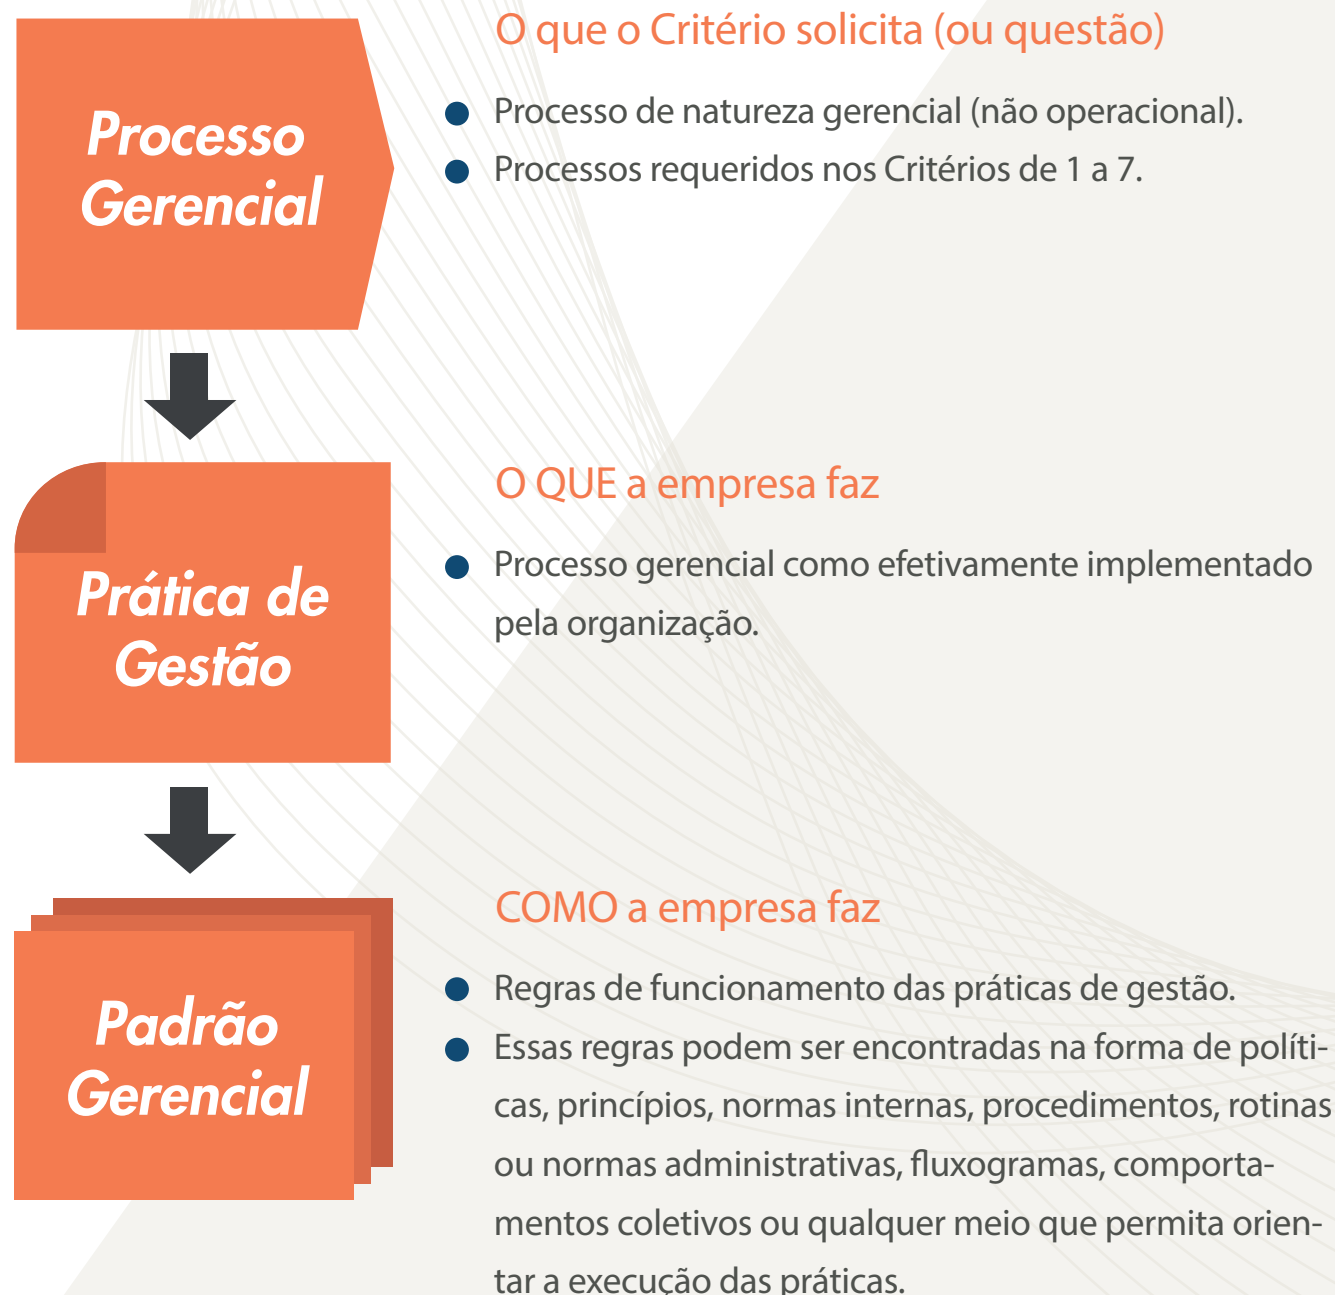 Processo
Gerencial
O que o Critério solicita (ou questão)
Processo de natureza gerencial (não operacional).
Processos requeridos nos Critérios de 1 a 7.
Prática de
Gestão
O QUE a empresa faz
Processo gerencial como efetivamente implementado
pela organização.
Padrão
Gerencial
COMO a empresa faz
Regras de funcionamento das práticas de gestão.
Essas regras podem ser encontradas na forma de políti-
cas, princípios, normas internas, procedimentos, rotinas
ou normas administrativas, fluxogramas, comporta-
mentos coletivos ou qualquer meio que permita orien-
tar a execução das práticas.